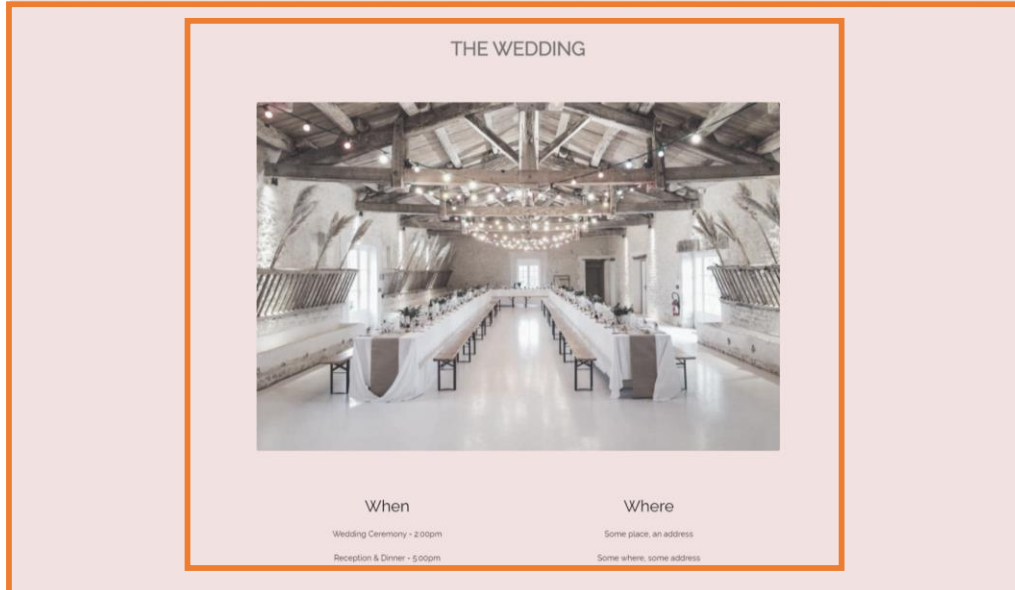 THE WEDDING
When
Wedding Ceremony - 2:00pm
Reception & Dinner - 5:00pm
Where
Some place, an address
Some where, some address